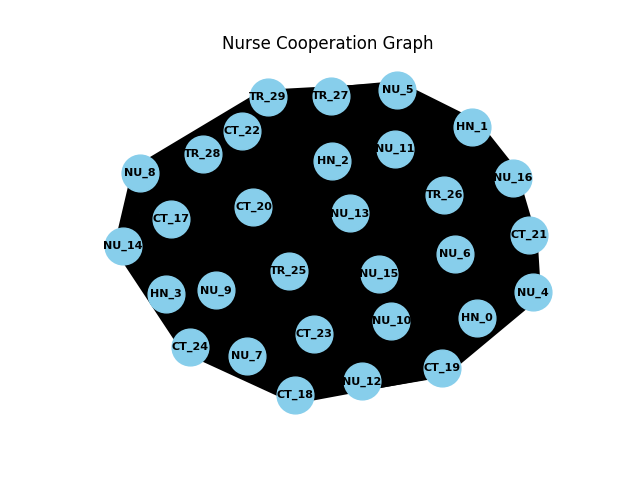 Nurse Cooperation Graph
NU_5
TR_29
TR_27
HN_1
CT_22
NU_11
TR_28
HN_2
NU_8
NU_16
TR_26
CT_20
NU_13
CT_17
CT_21
NU_14
NU_6
TR_25
NU_15
NU_9
NU_4
HN_3
HN_0
NU_10
CT_23
CT_24
NU_7
CT_19
NU_12
CT_18